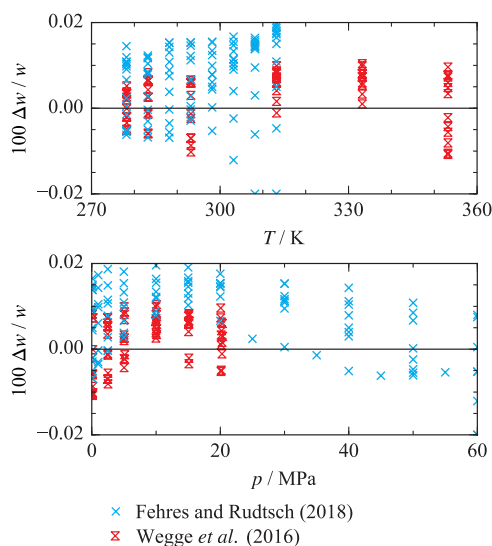 0.02
0.00
−0.02
100 Δw / w
270 300 330 360
T / K
0.02
0.00
−0.02
100 Δw / w
0 20 40 60
p / MPa
Fehres and Rudtsch (2018)
Wegge et al. (2016)